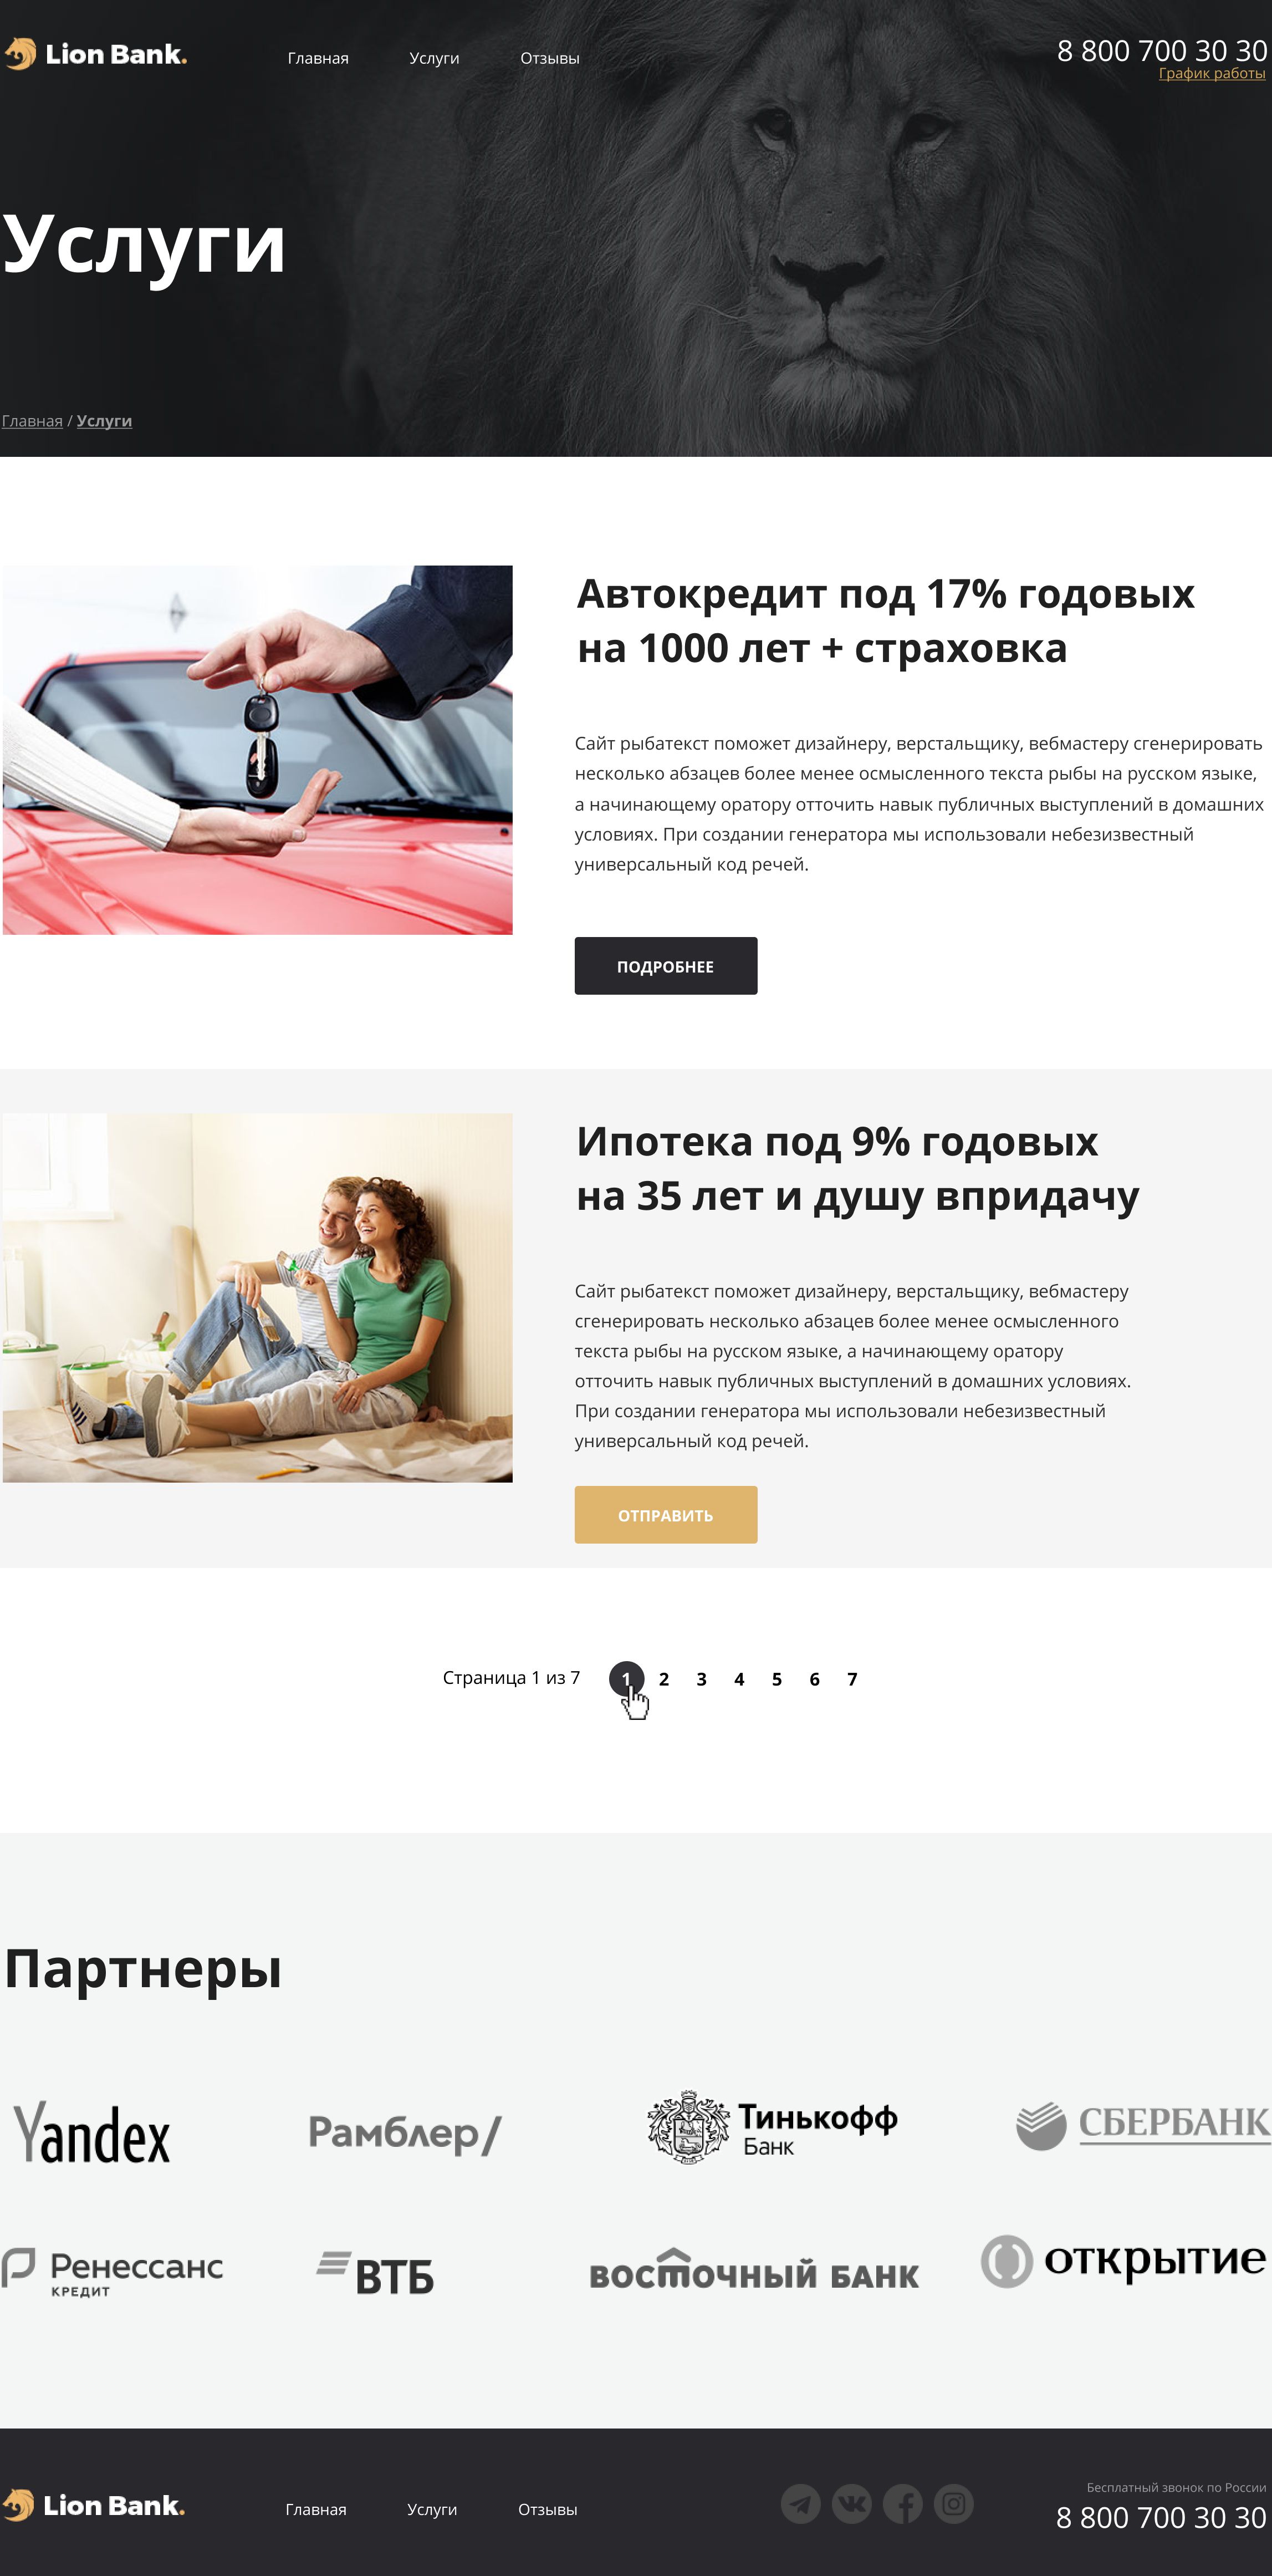 Lion Bank.
Главная Услуги Отзывы
8 800 700 30 30
График работы
Услуги
Главная / Услуги
Автокредит под 17% годовых
на 1000 лет + страховка
Сайт рыбатекст поможет дизайнеру, верстальщику, вебмастеру сгенерировать
несколько абзацев более менее осмысленного текста рыбы на русском языке,
а начинающему оратору отточить навык публичных выступлений в домашних
условиях. При создании генератора мы использовали небезизвестный
универсальный код речей.
ПОДРОБНЕЕ
Ипотека под 9% годовых
на 35 лет и душу впридачу
Сайт рыбатекст поможет дизайнеру, верстальщику, вебмастеру
сгенерировать несколько абзацев более менее осмысленного
текста рыбы на русском языке, а начинающему оратору
отточить навык публичных выступлений в домашних условиях.
При создании генератора мы использовали небезизвестный
универсальный код речей.
ОТПРАВИТЬ
Страница 1 из 7 1 2 3 4 5 6 7
Партнеры
Yandex
Рамблер/
Тинькофф
Банк
СБЕРБАНК
Ренессанс
КРЕДИТ
ВТБ
ВОСТОЧНЫЙ БАНК
открытие
Lion Bank.
Главная Услуги Отзывы
Бесплатный звонок по России
8 800 700 30 30